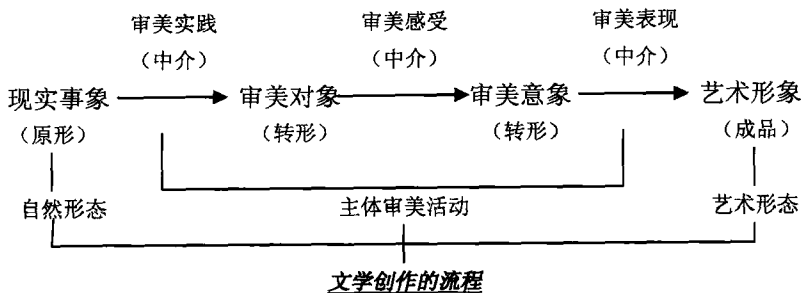 审美实践 审美感受 审美表现
（中介） （中介） （中介）
现实事象 审美对象 审美意象 艺术形象
（原形） （转形） （转形） （成品）
自然形态 主体审美活动 艺术形态
文学创作的流程